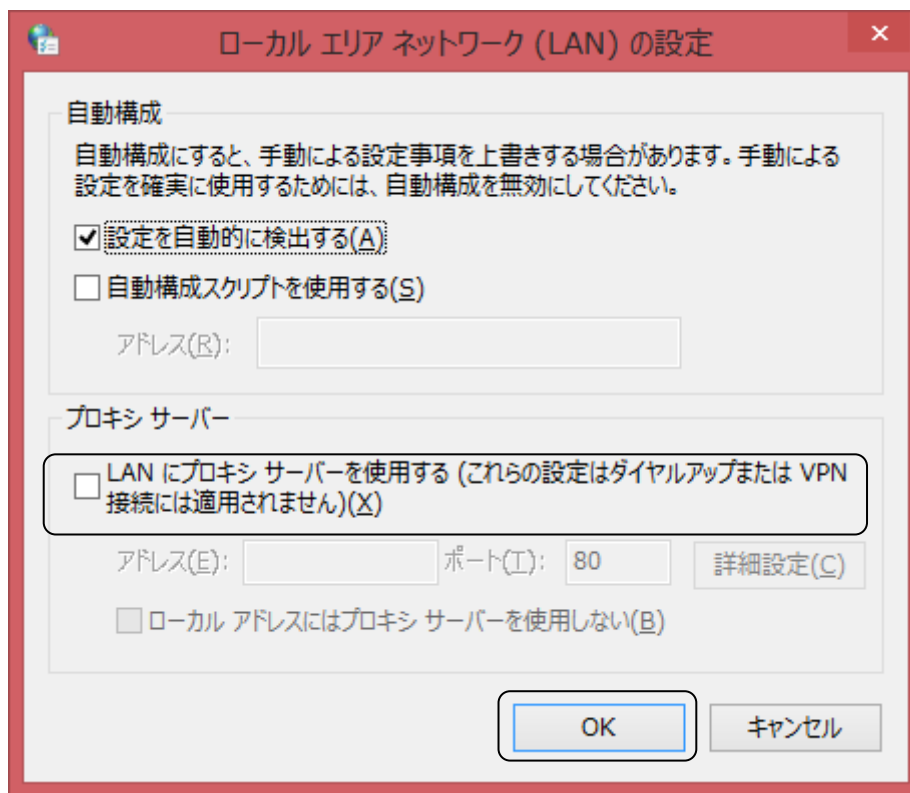 ローカル エリア ネットワーク (LAN) の設定
×
自動構成
自動構成にすると、手動による設定事項を上書きする場合があります。手動による
設定を確実に使用するためには、自動構成を無効にしてください。
設定を自動的に検出する(A)
自動構成スクリプトを使用する(S)
アドレス(R):
プロキシ サーバー
LAN にプロキシ サーバーを使用する (これらの設定はダイヤルアップまたは VPN
接続には適用されません)(X)
アドレス(E): ポート(T): 80 詳細設定(C)
ローカル アドレスにはプロキシ サーバーを使用しない(B)
OK キャンセル